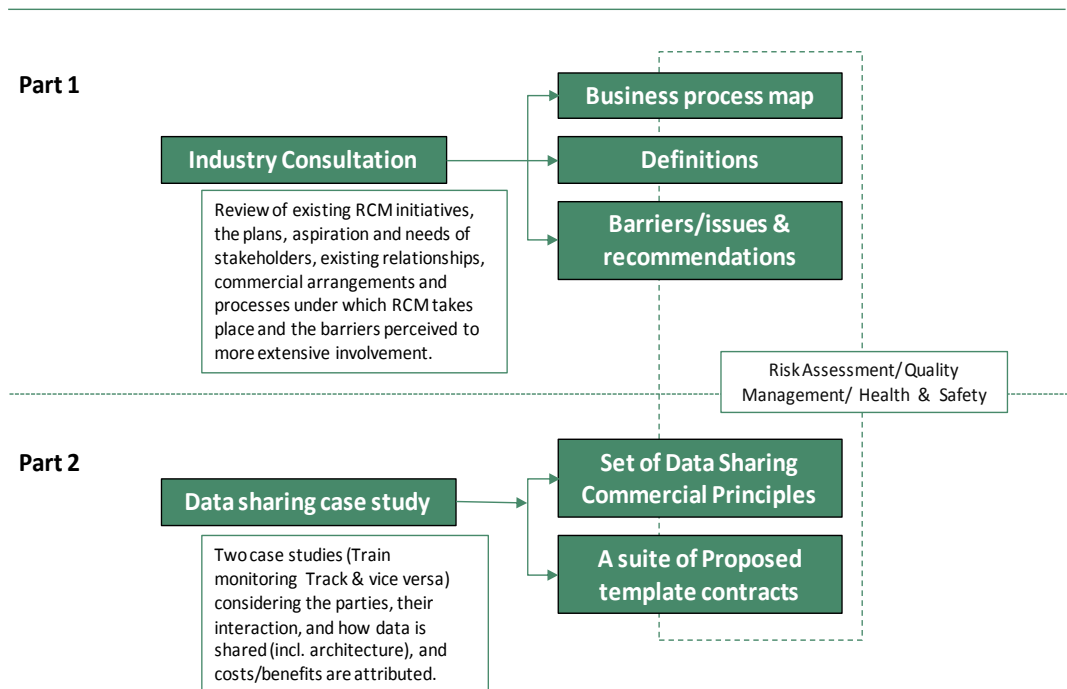 Part 1
Business process map
Industry Consultation
Definitions
Review of existing RCM initiatives,
the plans, aspiration and needs of
stakeholders, existing relationships,
commercial arrangements and
processes under which RCM takes
place and the barriers perceived to
more extensive involvement.
Barriers/issues &
recommendations
Risk Assessment/Quality
Management/ Health & Safety
Part 2
Set of Data Sharing
Commercial Principles
Data sharing case study
Two case studies (Train
monitoring Track & vice versa)
considering the parties, their
interaction, and how data is
shared (incl. architecture), and
costs/benefits are attributed.
A suite of Proposed
template contracts